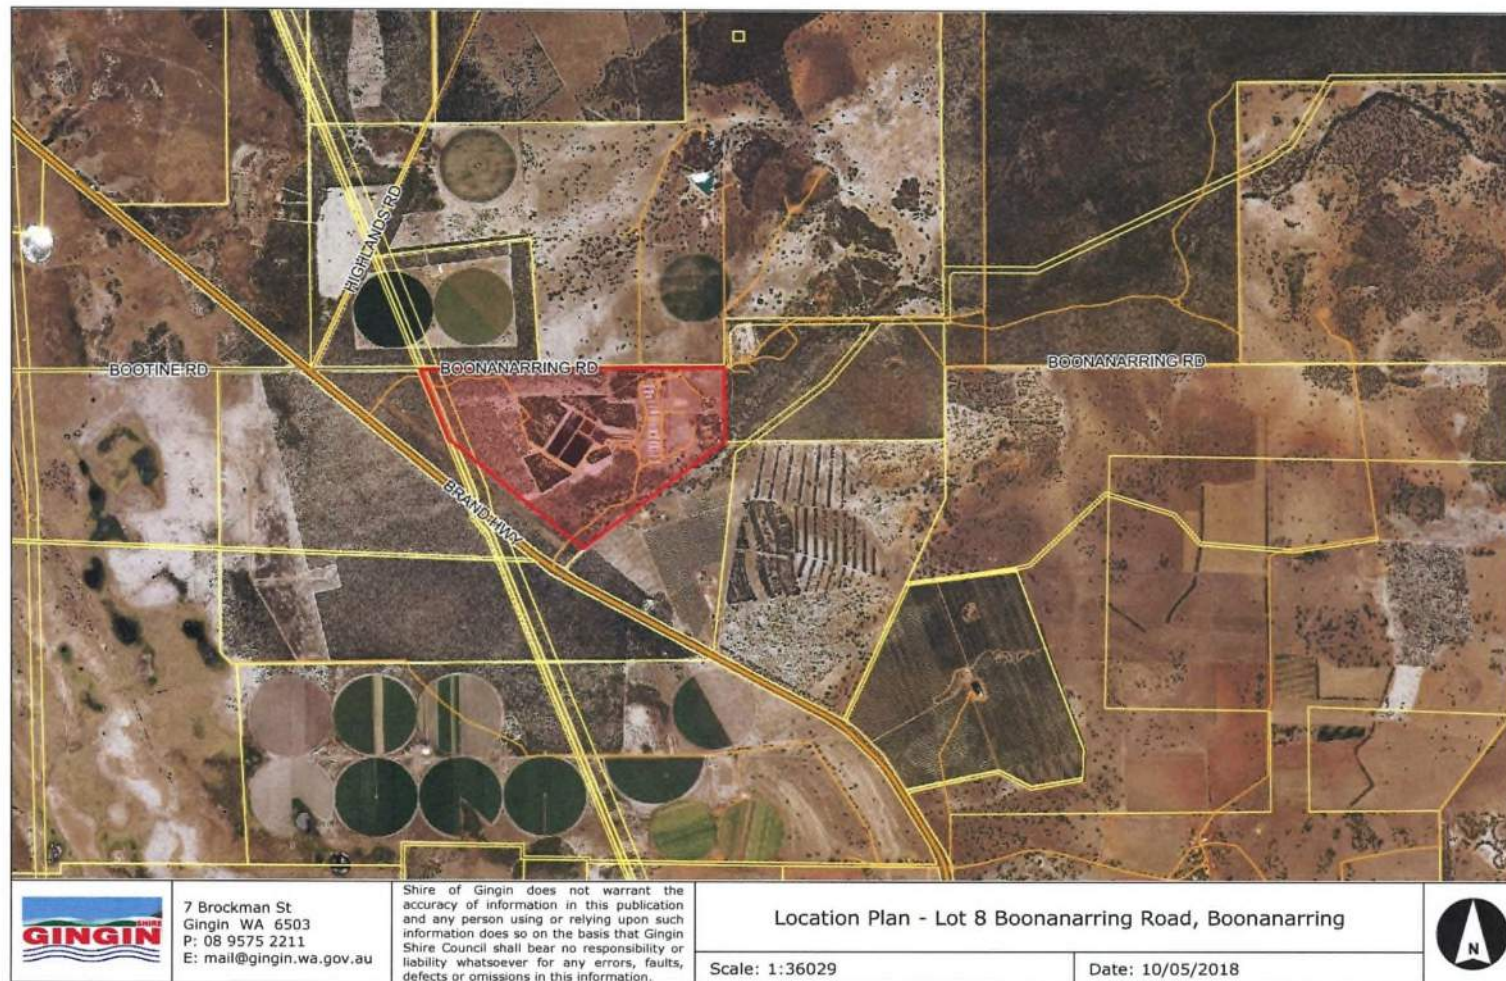 HIGHLANDS RD
BOOTINE RD
BOONANARRING RD
BOONANARRING RD
BRAND HWY
SHIRE
GINGIN
7 Brockman St
Gingin WA 6503
P: 08 9575 2211
E: mail@gingin.wa.gov.au
Shire of Gingin does not warrant the
accuracy of information in this publication
and any person using or relying upon such
information does so on the basis that Gingin
Shire Council shall bear no responsibility or
liability whatsoever for any errors, faults,
defects or omissions in this information.
Location Plan - Lot 8 Boonanarring Road, Boonanarring
Scale: 1:36029
Date: 10/05/2018
N